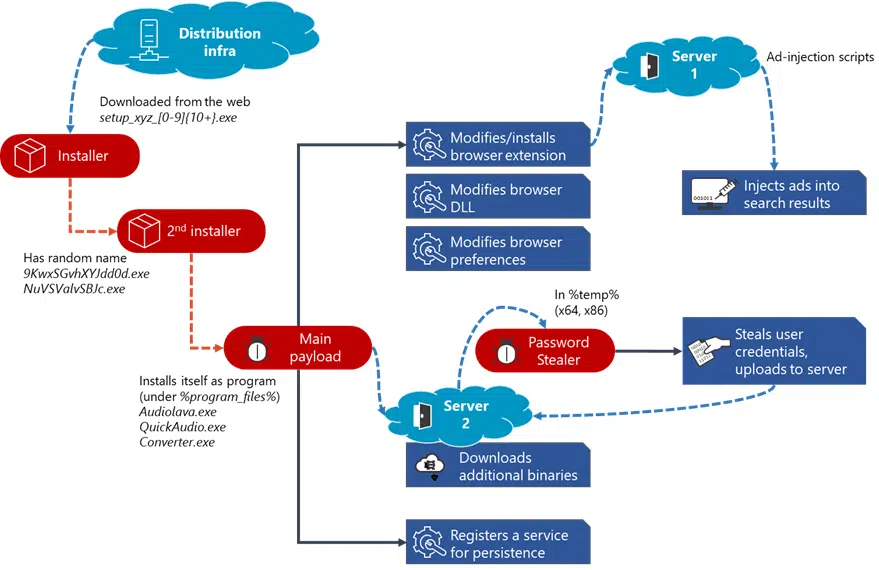 Distribution
infra
Downloaded from the web
setup_xyz_[0-9]{10+}.exe
Installer
2nd installer
Has random name
9KwxSGvhXYJdd0d.exe
NuVSValvSBJc.exe
Main
payload
Installs itself as program
(under %program_files%)
Audiolava.exe
QuickAudio.exe
Converter.exe
Modifies/installs
browser extension
Modifies browser
DLL
Modifies browser
preferences
Server
1
Ad-injection scripts
001011
Injects ads into
search results
In %temp%
(x64, x86)
Password
Stealer
Steals user
credentials,
uploads to server
Server
2
Downloads
additional binaries
Registers a service
for persistence